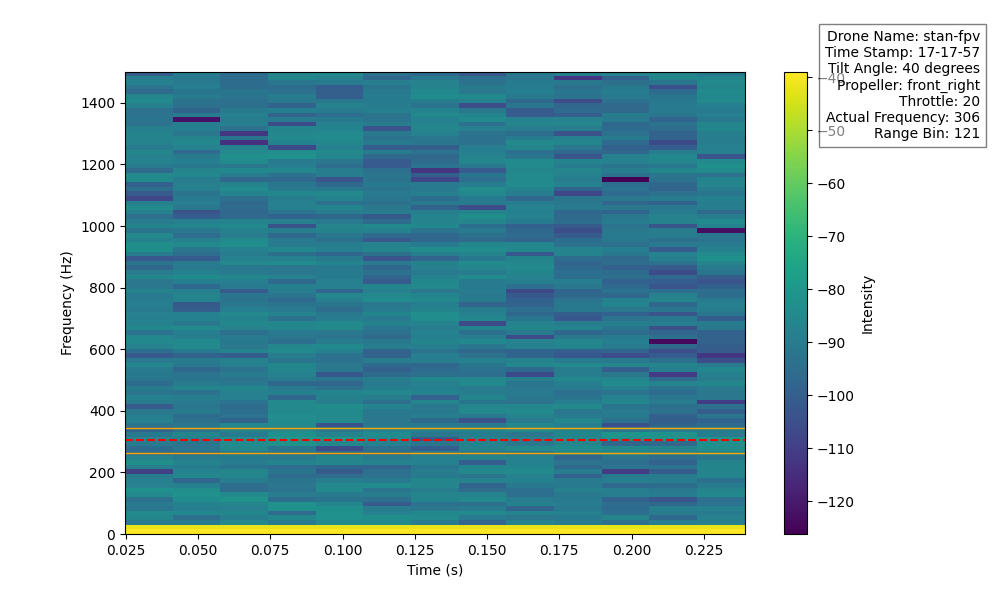 Drone Name: stan-fpv
Time Stamp: 17-17-57
Tilt Angle: 40 degrees
Propeller: front_right
Throttle: 20
Actual Frequency: 306
Range Bin: 121
1400
1200
1000
800
600
400
200
0
Frequency (Hz)
0.025
0.050
0.075
0.100
0.125
0.150
0.175
0.200
0.225
Time (s)
−40
−50
−60
−70
−80
−90
−100
−110
−120
Intensity